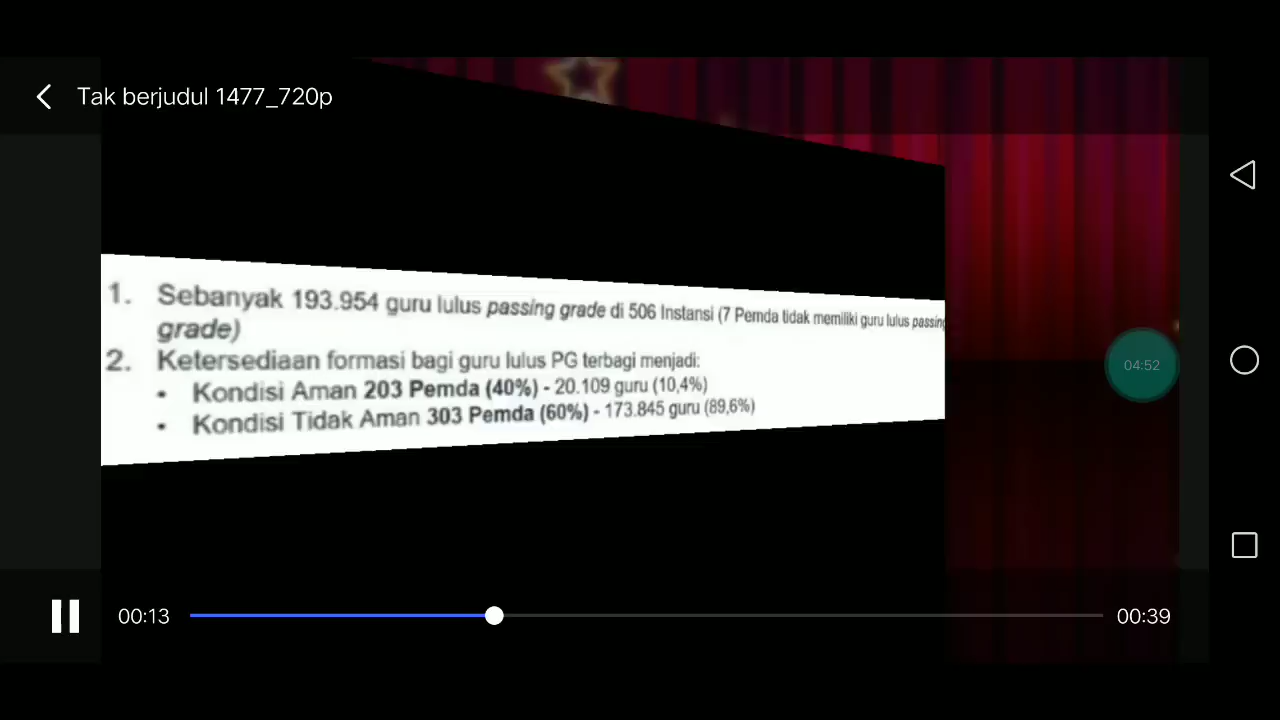 Tak berjudul 1477_720p
1. Sebanyak 193.954 guru lulus passing grade di 506 Instansi (7 Pemda tidak memiliki guru lulus passing
grade)
2. Ketersediaan formasi bagi guru lulus PG terbagi menjadi:
• Kondisi Aman 203 Pemda (40%) - 20.109 guru (10,4%)
• Kondisi Tidak Aman 303 Pemda (60%) - 173.845 guru (89,6%)
04:52
00:13
00:39